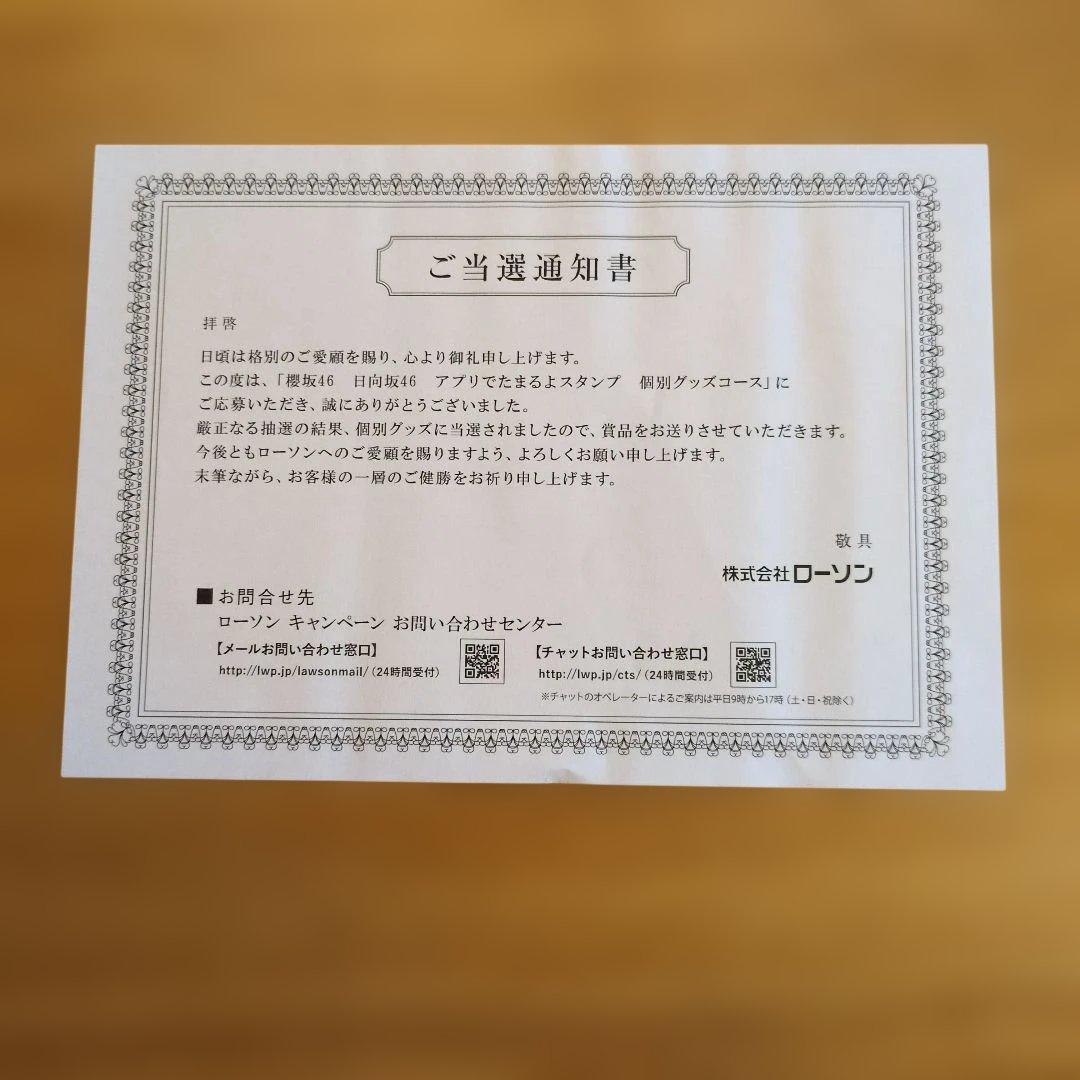 ご当選通知書
拝啓
日頃は格別のご愛顧を賜り、心より御礼申し上げます。
この度は、「櫻坂46　日向坂46　アプリでたまるよスタンプ　個別グッズコース」に
ご応募いただき、誠にありがとうございました。
厳正なる抽選の結果、個別グッズに当選されましたので、賞品をお送りさせていただきます。
今後ともローソンへのご愛顧を賜りますよう、よろしくお願い申し上げます。
末筆ながら、お客様の一層のご健勝をお祈り申し上げます。
敬具
株式会社ローソン
■お問合せ先
ローソン キャンペーン お問い合わせセンター
【メールお問い合わせ窓口】
http://lwp.jp/lawsonmail/（24時間受付）
【チャットお問い合わせ窓口】
http://lwp.jp/cts/（24時間受付）
※チャットのオペレーターによるご案内は平日9時から17時（土・日・祝除く）